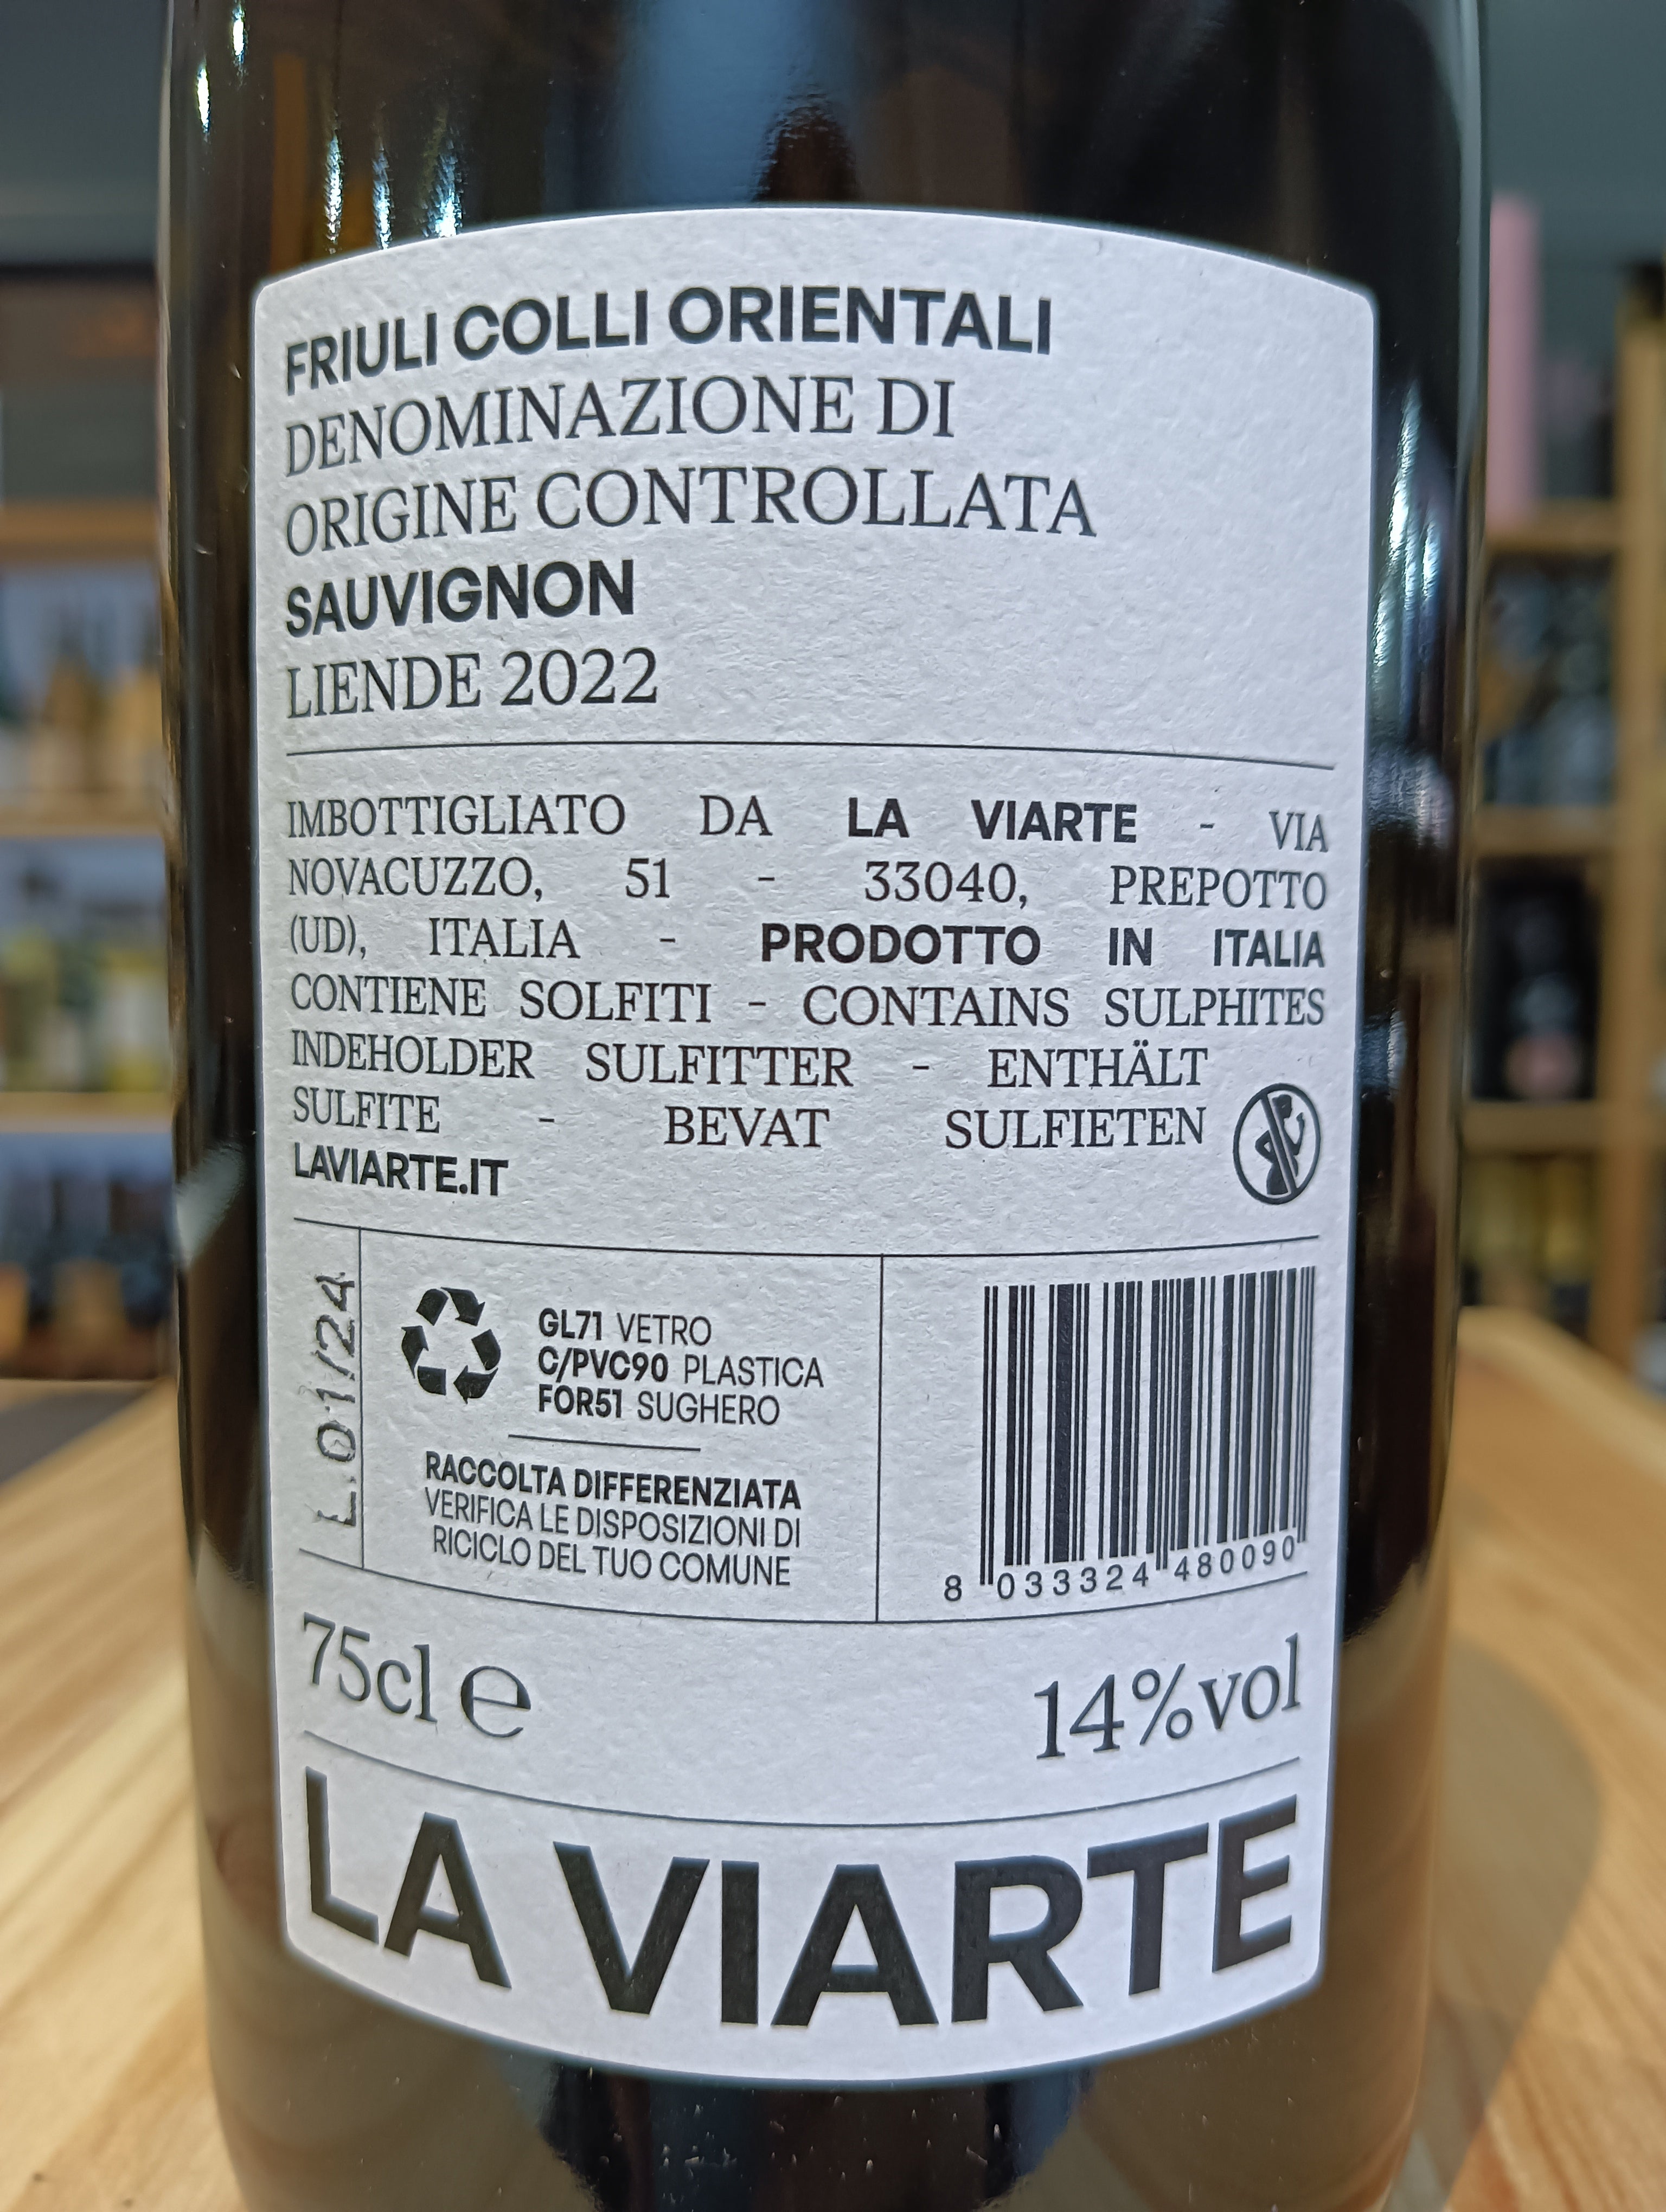 FRIULI COLLI ORIENTALI
DENOMINAZIONE DI
ORIGINE CONTROLLATA
SAUVIGNON
LIENDE 2022
IMBOTTIGLIATO DA LA VIARTE - VIA
NOVACUZZO, 51 - 33040, PREPOTTO
(UD), ITALIA - PRODOTTO IN ITALIA
CONTIENE SOLFITI - CONTAINS SULPHITES
INDEHOLDER SULFITTER - ENTHÄLT
SULFITE - BEVAT SULFIETEN
LAVIARTE.IT
L.01/24
GL71 VETRO
C/PVC90 PLASTICA
FOR51 SUGHERO
RACCOLTA DIFFERENZIATA
VERIFICA LE DISPOSIZIONI DI
RICICLO DEL TUO COMUNE
8 033324 480090
75cl e
14%vol
LA VIARTE